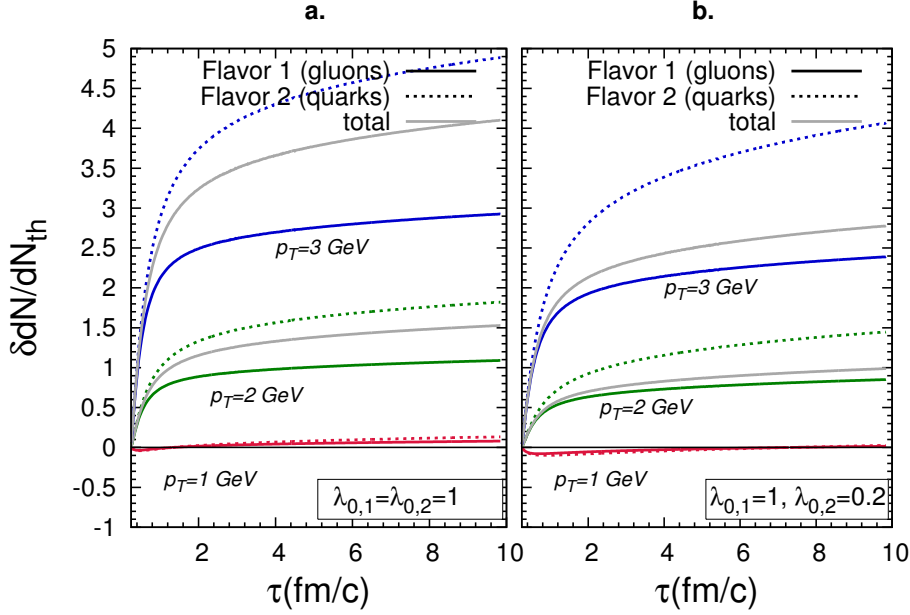 a.
b.
5
4.5
4
3.5
3
2.5
2
1.5
1
0.5
0
-0.5
-1
δdN/dN_th
Flavor 1 (gluons)
Flavor 2 (quarks)
total
p_T=3 GeV
p_T=2 GeV
p_T=1 GeV
λ_0,1=λ_0,2=1
2 4 6 8 10
τ(fm/c)
Flavor 1 (gluons)
Flavor 2 (quarks)
total
p_T=3 GeV
p_T=2 GeV
p_T=1 GeV
λ_0,1=1, λ_0,2=0.2
2 4 6 8 10
τ(fm/c)